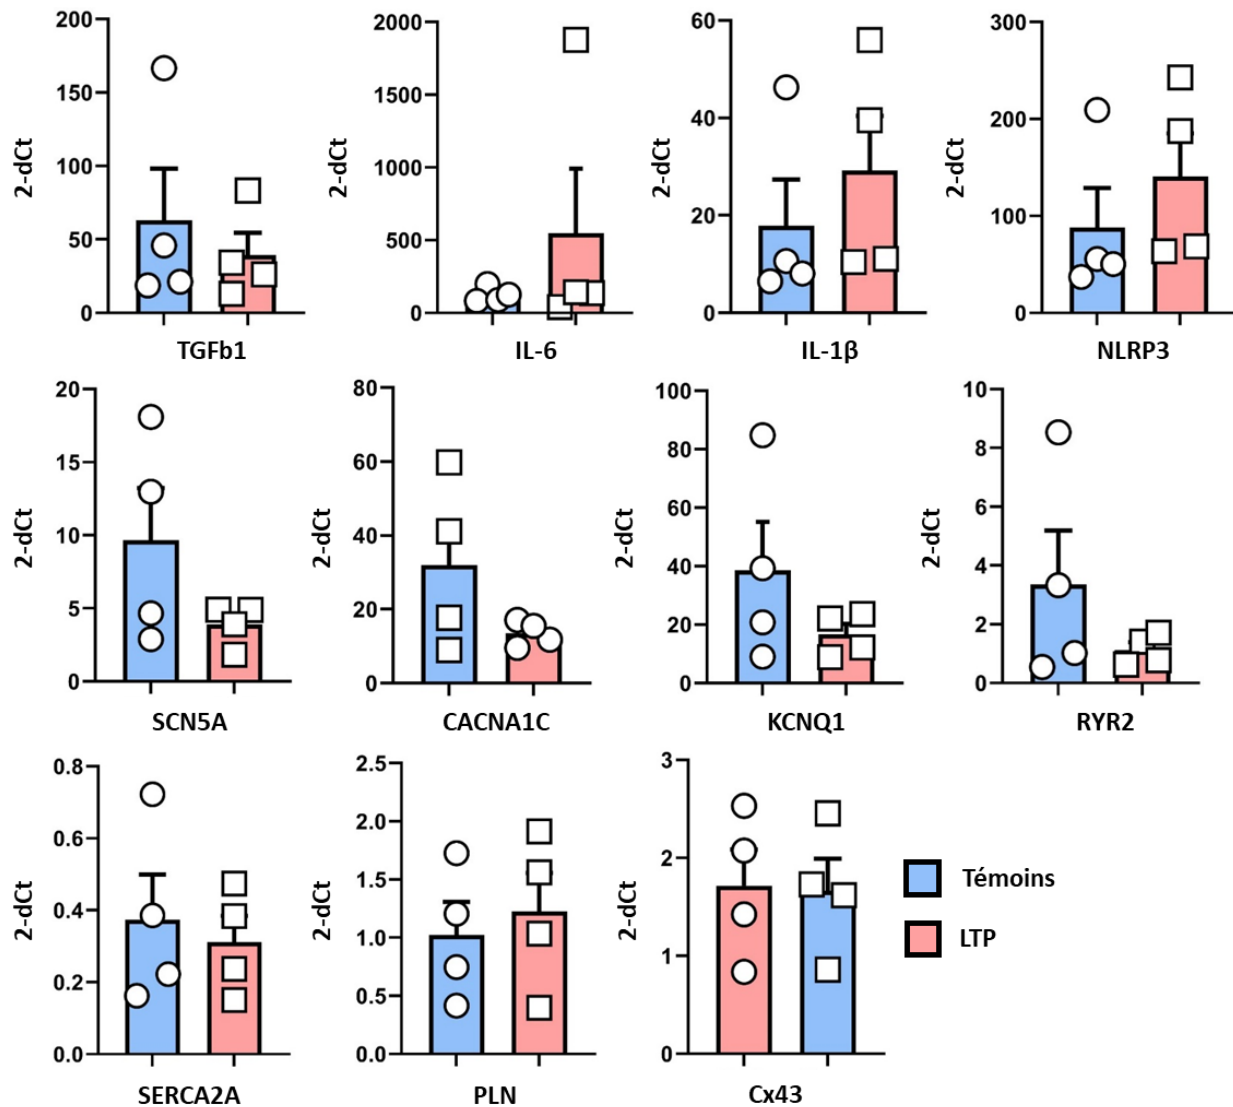 200
150
100
50
0
2-dCt
TGFb1
2000
1500
1000
500
0
2-dCt
IL-6
60
40
20
0
2-dCt
IL-1β
300
200
100
0
2-dCt
NLRP3
20
15
10
5
0
2-dCt
SCN5A
80
60
40
20
0
2-dCt
CACNA1C
100
80
60
40
20
0
2-dCt
KCNQ1
10
8
6
4
2
0
2-dCt
RYR2
0.8
0.6
0.4
0.2
0.0
2-dCt
SERCA2A
2.5
2.0
1.5
1.0
0.5
0.0
2-dCt
PLN
3
2
1
0
2-dCt
Cx43
Témoins
LTP